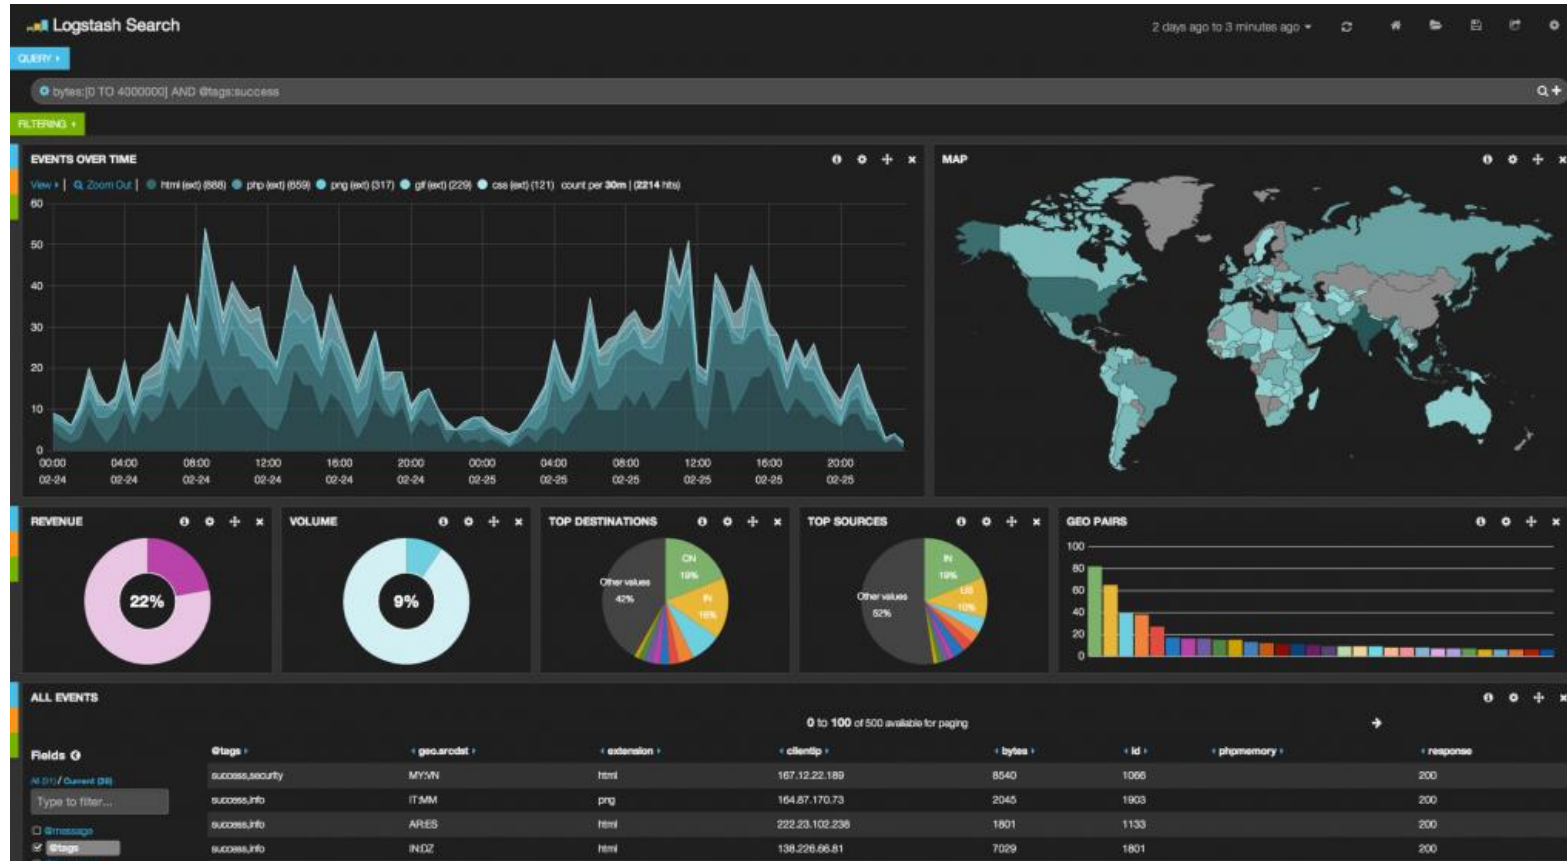 Logstash Search
2 days ago to 3 minutes ago
QUERY
bytes:[0 TO 4000000] AND @tags:success
FILTERING
EVENTS OVER TIME
View | Zoom Out | html (ext) (888) php (ext) (659) png (ext) (317) gif (ext) (229) css (ext) (121) count per 30m | (2214 hits)
60
50
40
30
20
10
0
00:00 04:00 08:00 12:00 16:00 20:00 00:00 04:00 08:00 12:00 16:00 20:00
02-24 02-24 02-24 02-24 02-24 02-24 02-25 02-25 02-25 02-25 02-25 02-25
MAP
REVENUE
22%
VOLUME
9%
TOP DESTINATIONS
CN
19%
IN
16%
Other values
42%
TOP SOURCES
IN
19%
US
10%
Other values
52%
GEO PAIRS
100
80
60
40
20
0
ALL EVENTS
0 to 100 of 500 available for paging
Fields
All (31) / Current (26)
Type to filter...
@message
@tags
@tags geo.srcdst extension clientip bytes id phpmemory response
success,security MY:VN html 167.12.22.189 8540 1066 200
success,info IT:MM png 164.87.170.73 2045 1903 200
success,info AR:ES html 222.23.102.238 1801 1133 200
success,info IN:DZ html 138.226.66.81 7029 1801 200